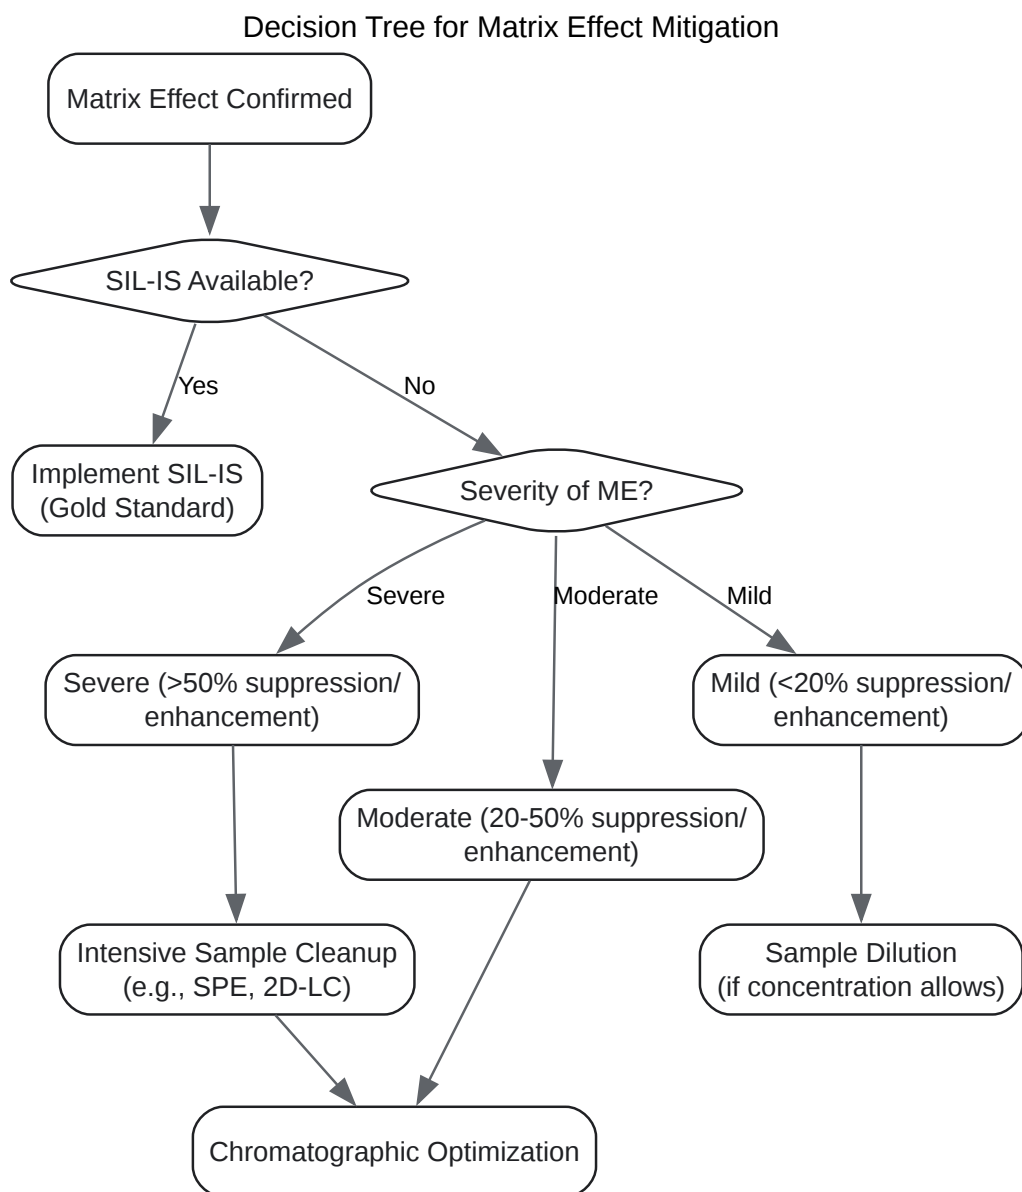 Decision Tree for Matrix Effect Mitigation
Matrix Effect Confirmed
SIL-IS Available?
Yes
No
Implement SIL-IS
(Gold Standard)
Severity of ME?
Severe
Moderate
Mild
Severe (>50% suppression/
enhancement)
Mild (<20% suppression/
enhancement)
Moderate (20-50% suppression/
enhancement)
Intensive Sample Cleanup
(e.g., SPE, 2D-LC)
Sample Dilution
(if concentration allows)
Chromatographic Optimization